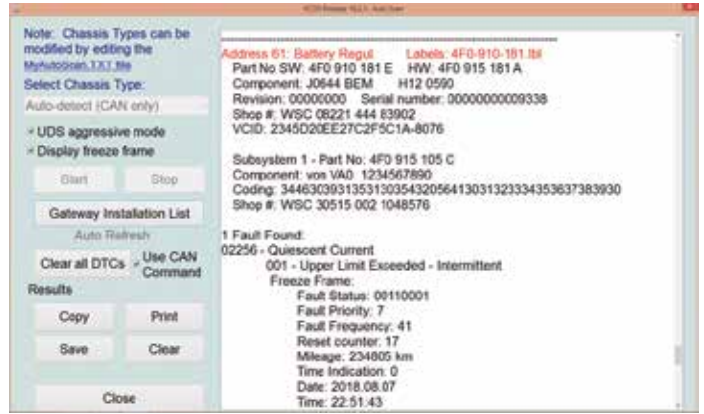 Note: Chassis Types can be
modified by editing the
MyAutoScan.TXT file
Select Chassis Type:
Auto-detect (CAN only)
UDS aggressive mode
Display freeze frame
Start
Stop
Gateway Installation List
Auto Refresh
Clear all DTCs
Use CAN
Command
Results
Copy
Print
Save
Clear
Close
Address 61: Battery Regul Labels: 4F0-910-181.lbl
Part No SW: 4F0 910 181 E HW: 4F0 915 181 A
Component: J0644 BEM H12 0590
Revision: 00000000 Serial number: 00000000009338
Shop #: WSC 08221 444 83902
VCID: 2345D20EE27C2F5C1A-8076
Subsystem 1 - Part No: 4F0 915 105 C
Component: von VA0 1234567890
Coding: 344630393135313035432056413031323334353637383930
Shop #: WSC 30515 002 1048576
1 Fault Found:
02256 - Quiescent Current
001 - Upper Limit Exceeded - Intermittent
Freeze Frame:
Fault Status: 00110001
Fault Priority: 7
Fault Frequency: 41
Reset counter: 17
Mileage: 234805 km
Time Indication: 0
Date: 2018.08.07
Time: 22:51:43